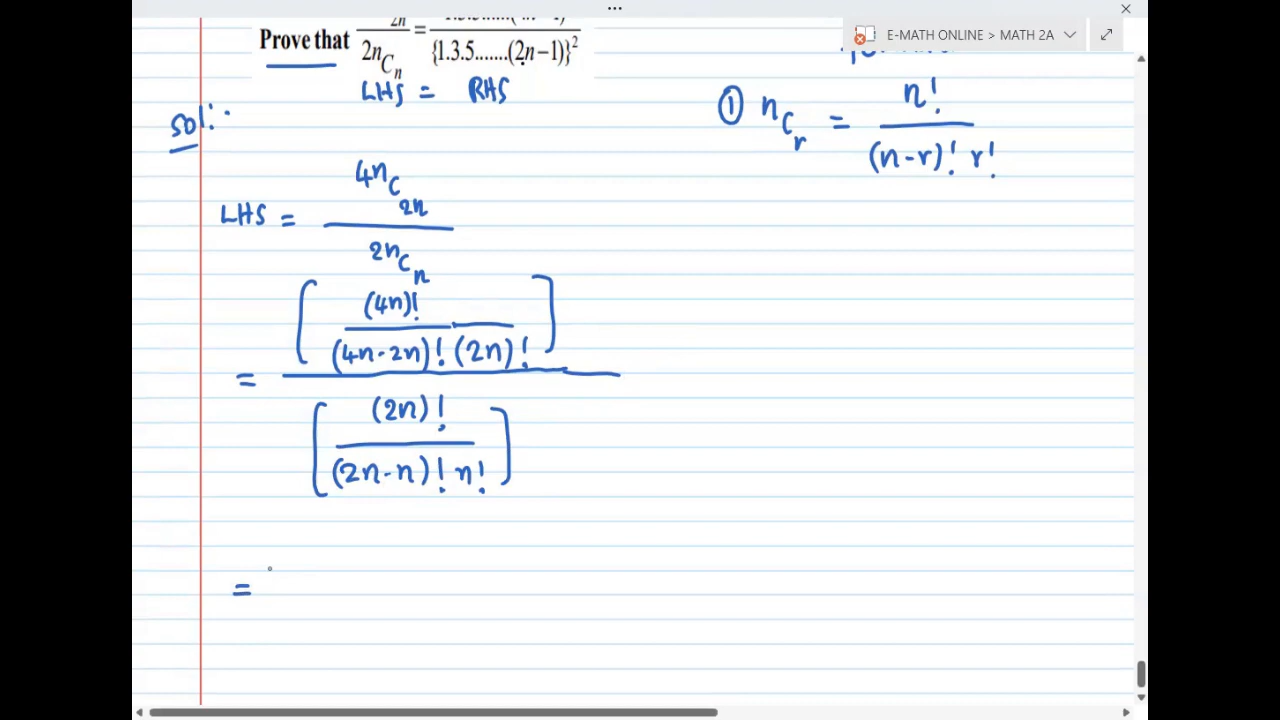 E-MATH ONLINE > MATH 2A
Prove that 2nCn = {1.3.5.......(2n−1)}²
LHS = RHS
① nCr = n! / (n-r)! r!
Sol:-
LHS = 4nC2n / 2nCn
= [ (4n)! / (4n-2n)! (2n)! ] / [ (2n)! / (2n-n)! n! ]
=